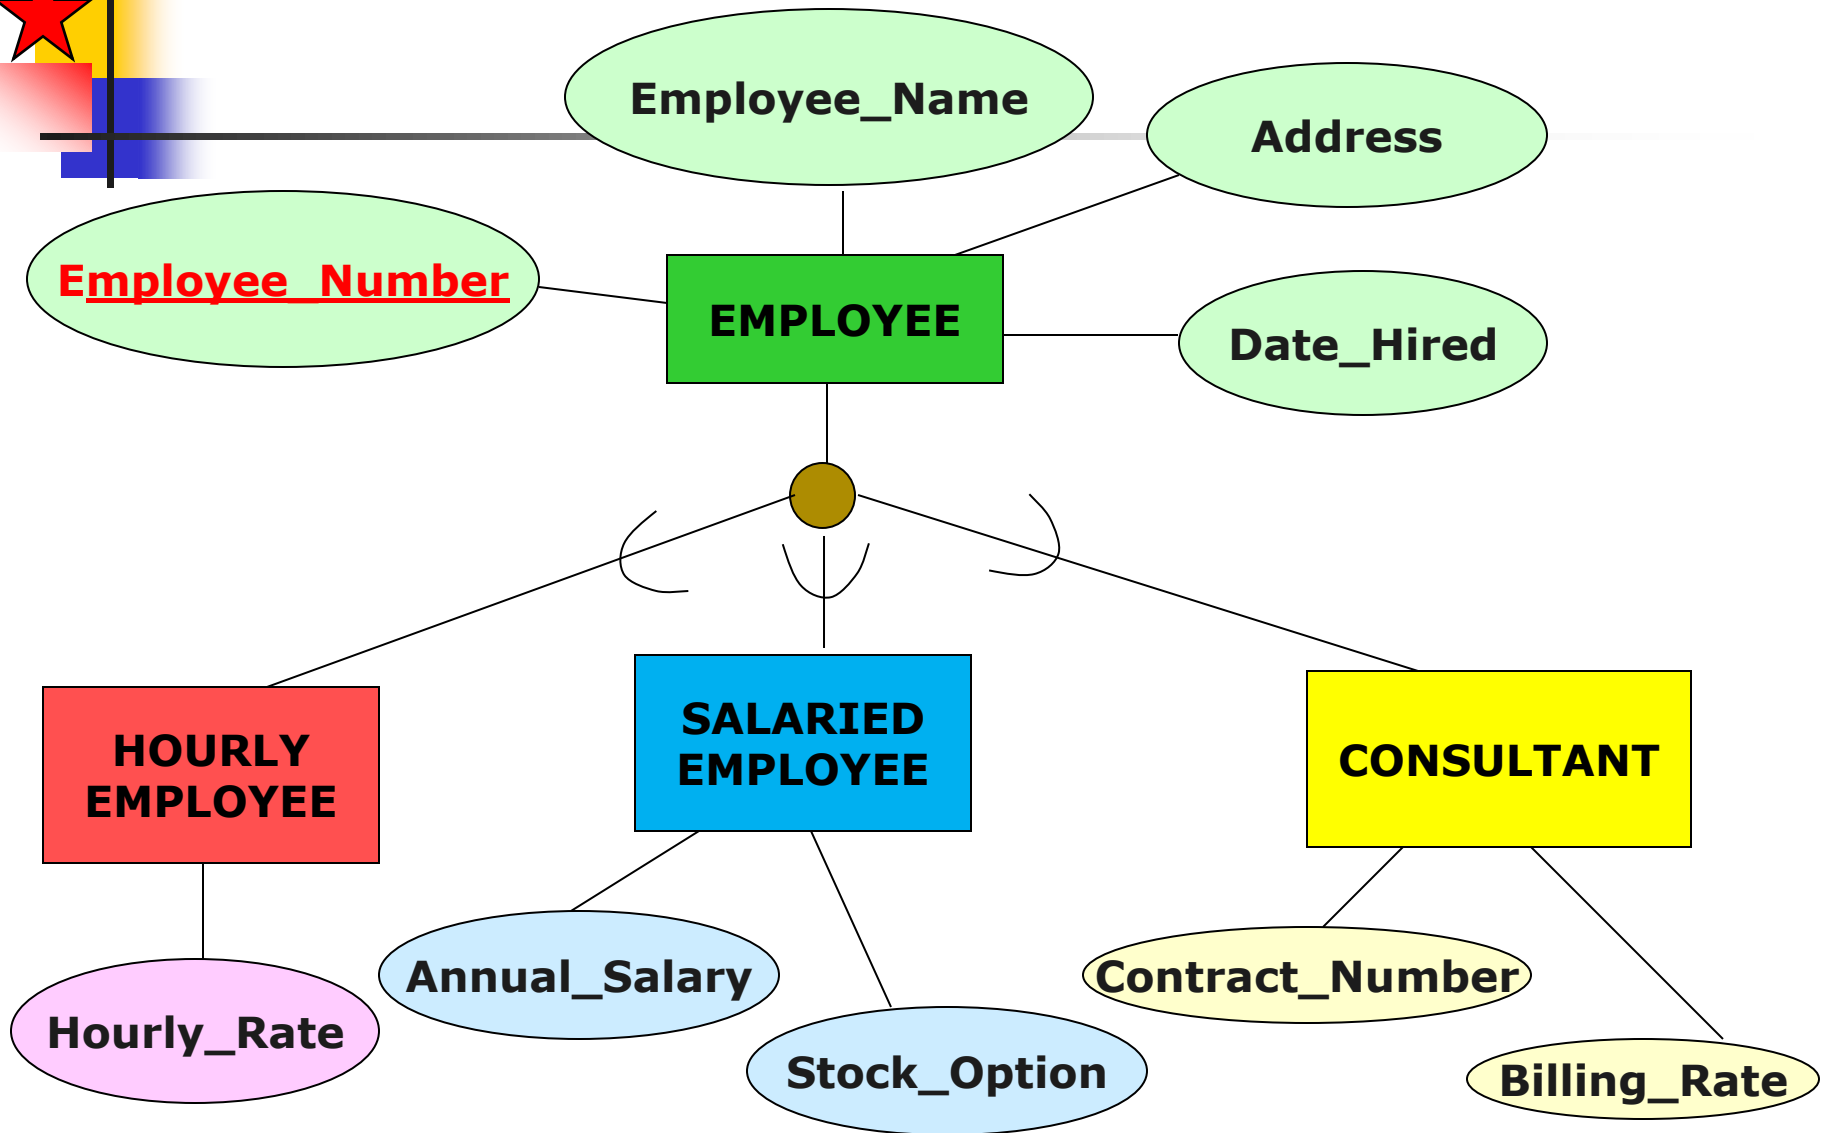 Employee_Name
Address
Employee_Number
EMPLOYEE
Date_Hired
HOURLY
EMPLOYEE
SALARIED
EMPLOYEE
CONSULTANT
Hourly_Rate
Annual_Salary
Stock_Option
Contract_Number
Billing_Rate